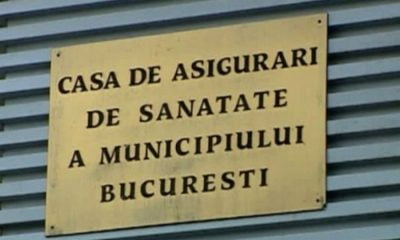 CASA DE ASIGURARI
DE SANATATE
A MUNICIPIULUI
BUCURESTI